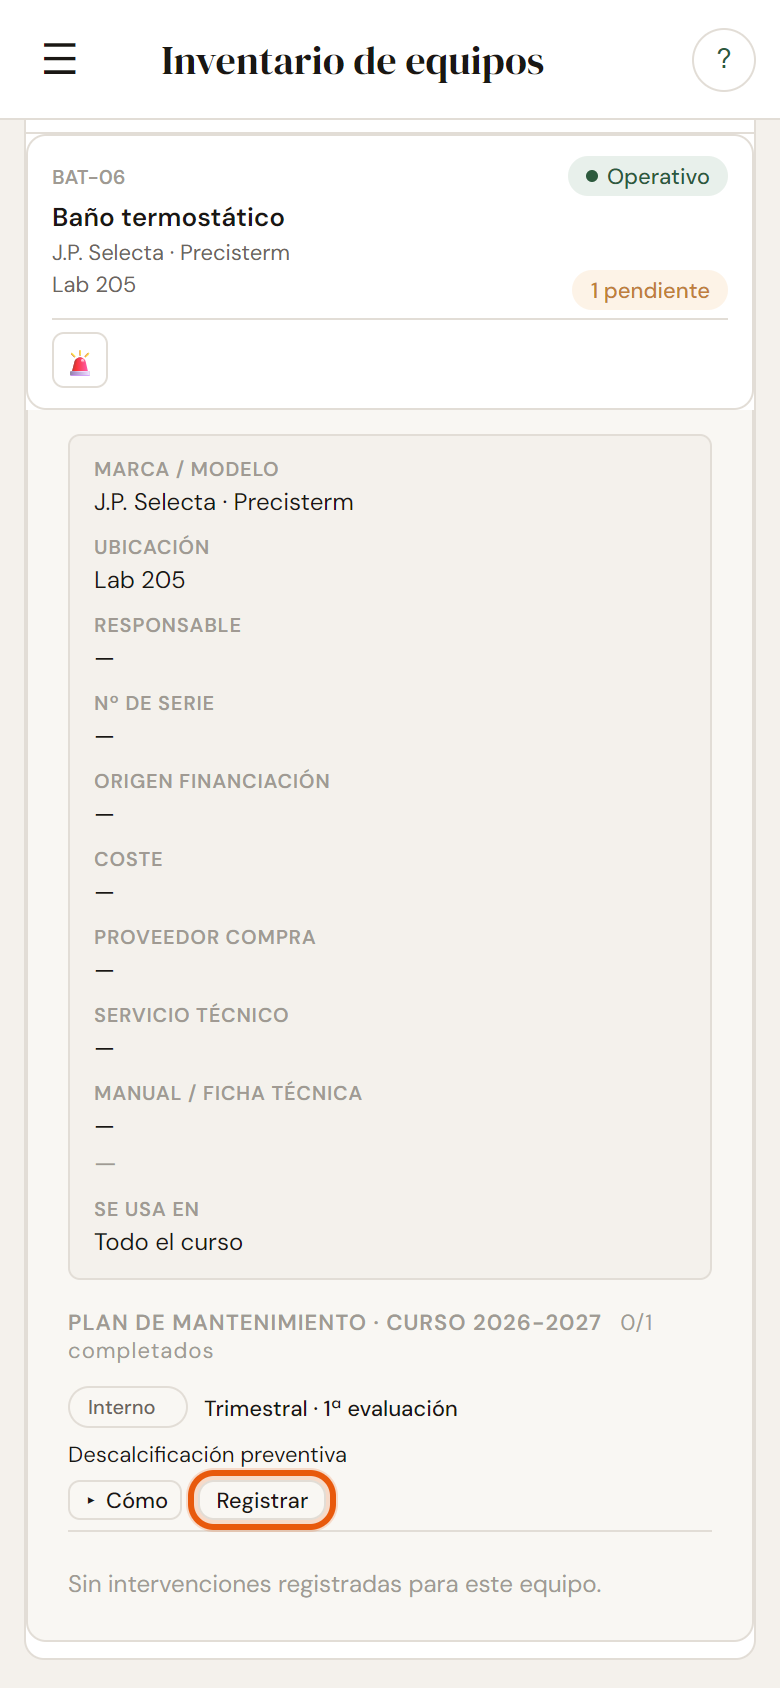 Inventario de equipos
?
BAT-06
Operativo
Baño termostático
J.P. Selecta · Precisterm
Lab 205
1 pendiente
MARCA / MODELO
J.P. Selecta · Precisterm
UBICACIÓN
Lab 205
RESPONSABLE
—
Nº DE SERIE
—
ORIGEN FINANCIACIÓN
—
COSTE
—
PROVEEDOR COMPRA
—
SERVICIO TÉCNICO
—
MANUAL / FICHA TÉCNICA
—
—
SE USA EN
Todo el curso
PLAN DE MANTENIMIENTO · CURSO 2026-2027 0/1
completados
Interno Trimestral · 1ª evaluación
Descalcificación preventiva
‣ Cómo Registrar
Sin intervenciones registradas para este equipo.